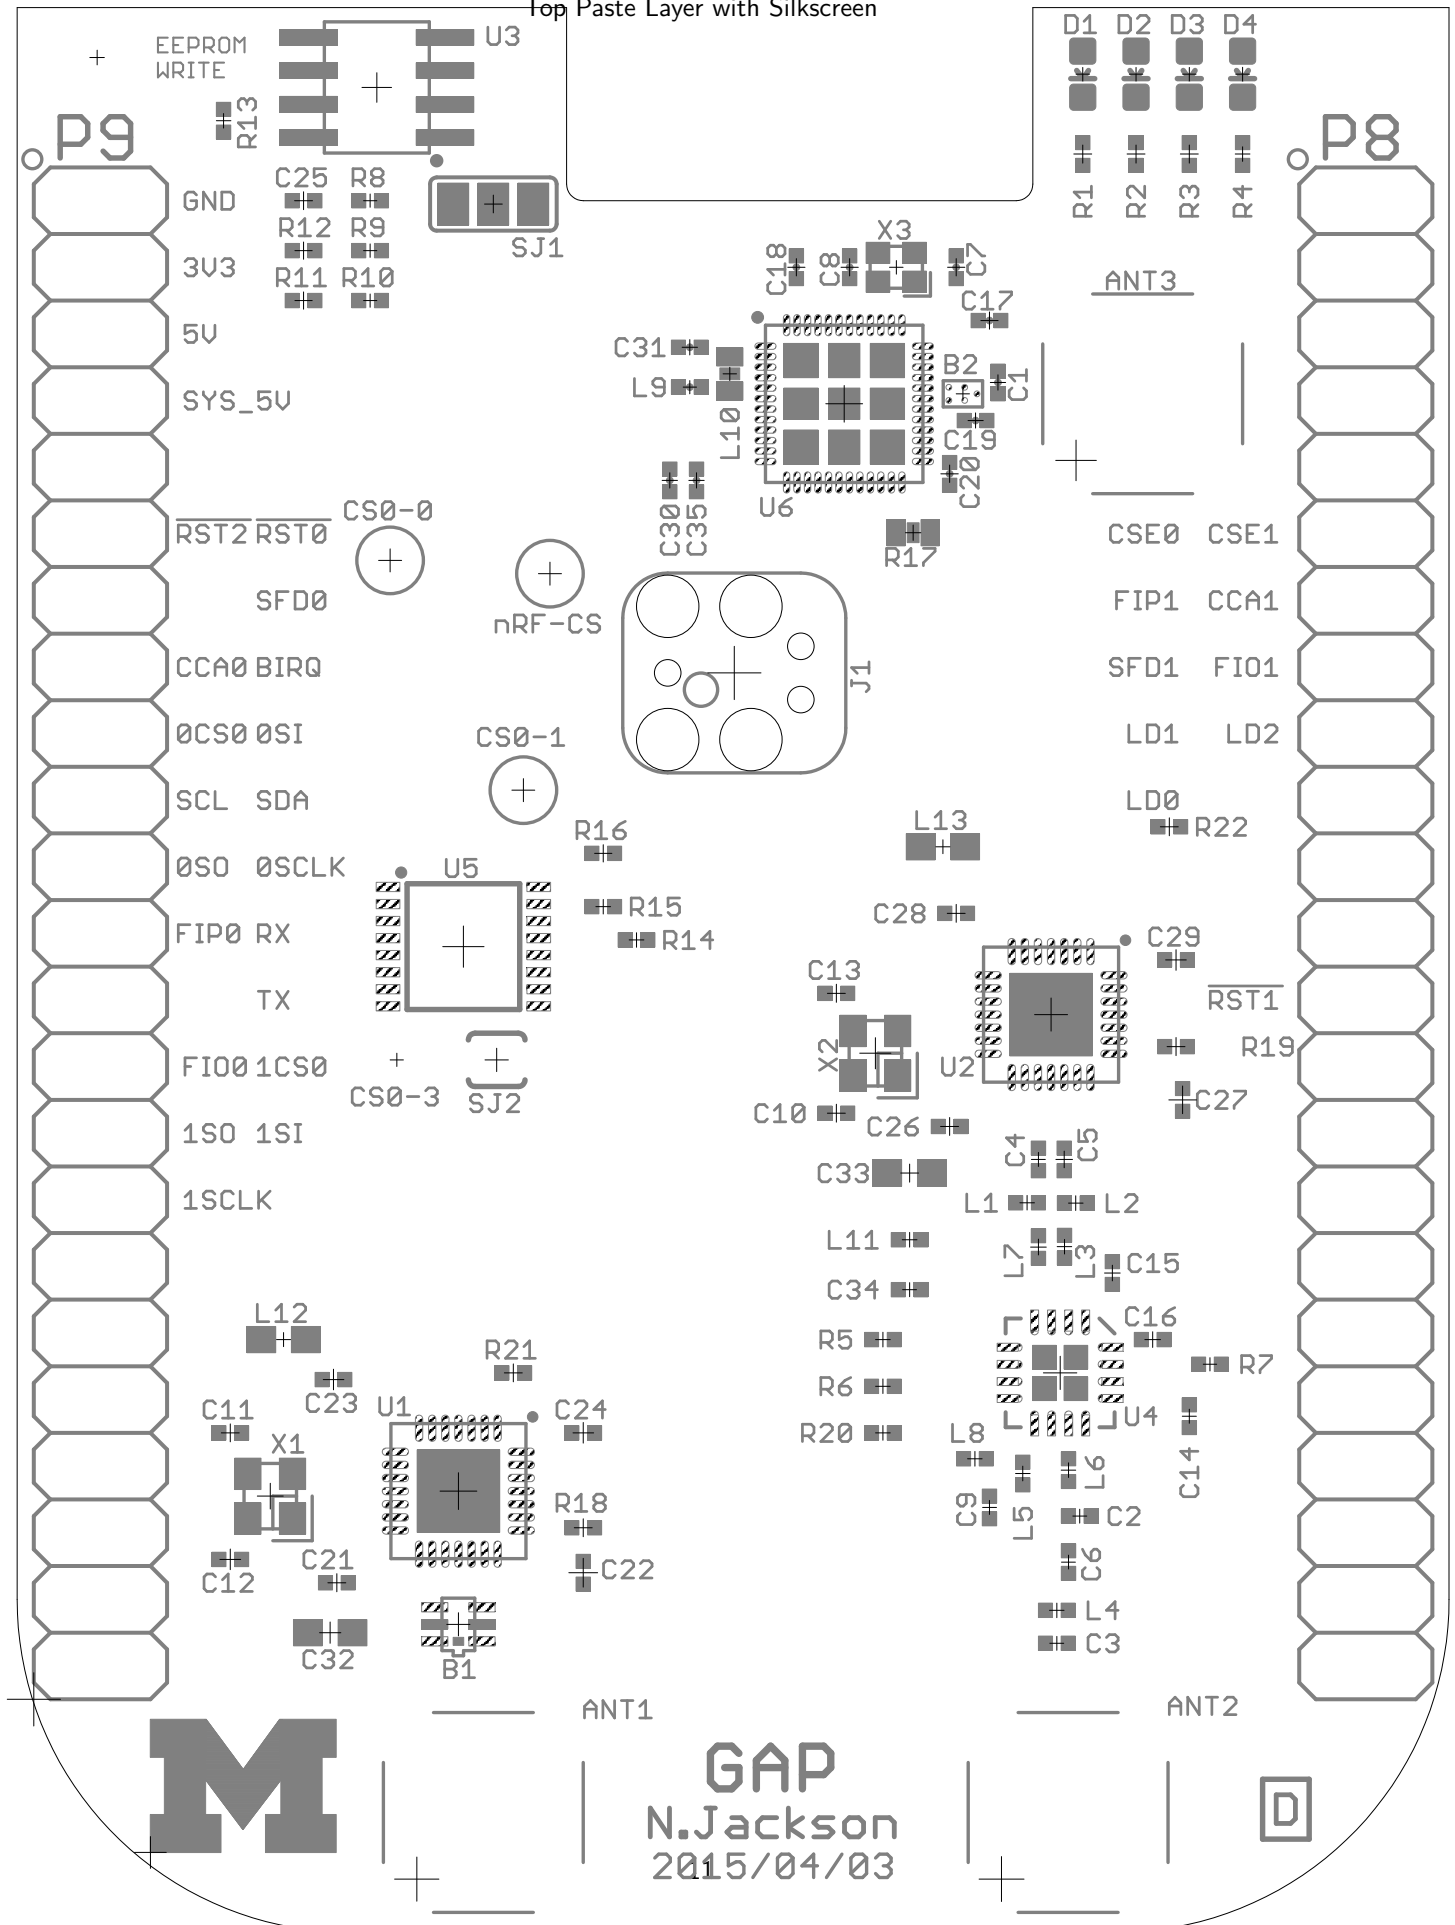 Top Paste Layer with Silkscreen
D1 D2 D3 D4
EEPROM
WRITE
U3
R13
P9
P8
R1 R2 R3 R4
GND
C25 R8
SJ1
R12 R9
3V3
R11 R10
5V
SYS_5V
X3
C18 C8 C7
ANT3
C17
C31
L9
L10
B2
C1
C19
C20
U6
C30 C35
R17
CS0-0
RST2 RST0
CSE0 CSE1
SFD0
nRF-CS
FIP1 CCA1
CCA0 BIRQ
J1
SFD1 FIO1
0CS0 0SI
CS0-1
LD1 LD2
SCL SDA
LD0
R22
R16
L13
0SO 0SCLK
U5
R15
C28
FIP0 RX
R14
C29
C13
TX
RST1
X2
U2
R19
FIO0 1CS0
CS0-3
SJ2
C10
C26
C27
1SO 1SI
C4 C5
C33
1SCLK
L1 L2
L11
L7 L3
C15
C34
L12
C16
R5
R21
R7
C23
R6
U1
C11
C24
R20
U4
X1
L8
L6
C14
C9
L5
R18
C2
C12
C21
C22
C6
L4
C32
B1
C3
ANT1
ANT2
M
GAP
N.Jackson
D
2015/04/03
11